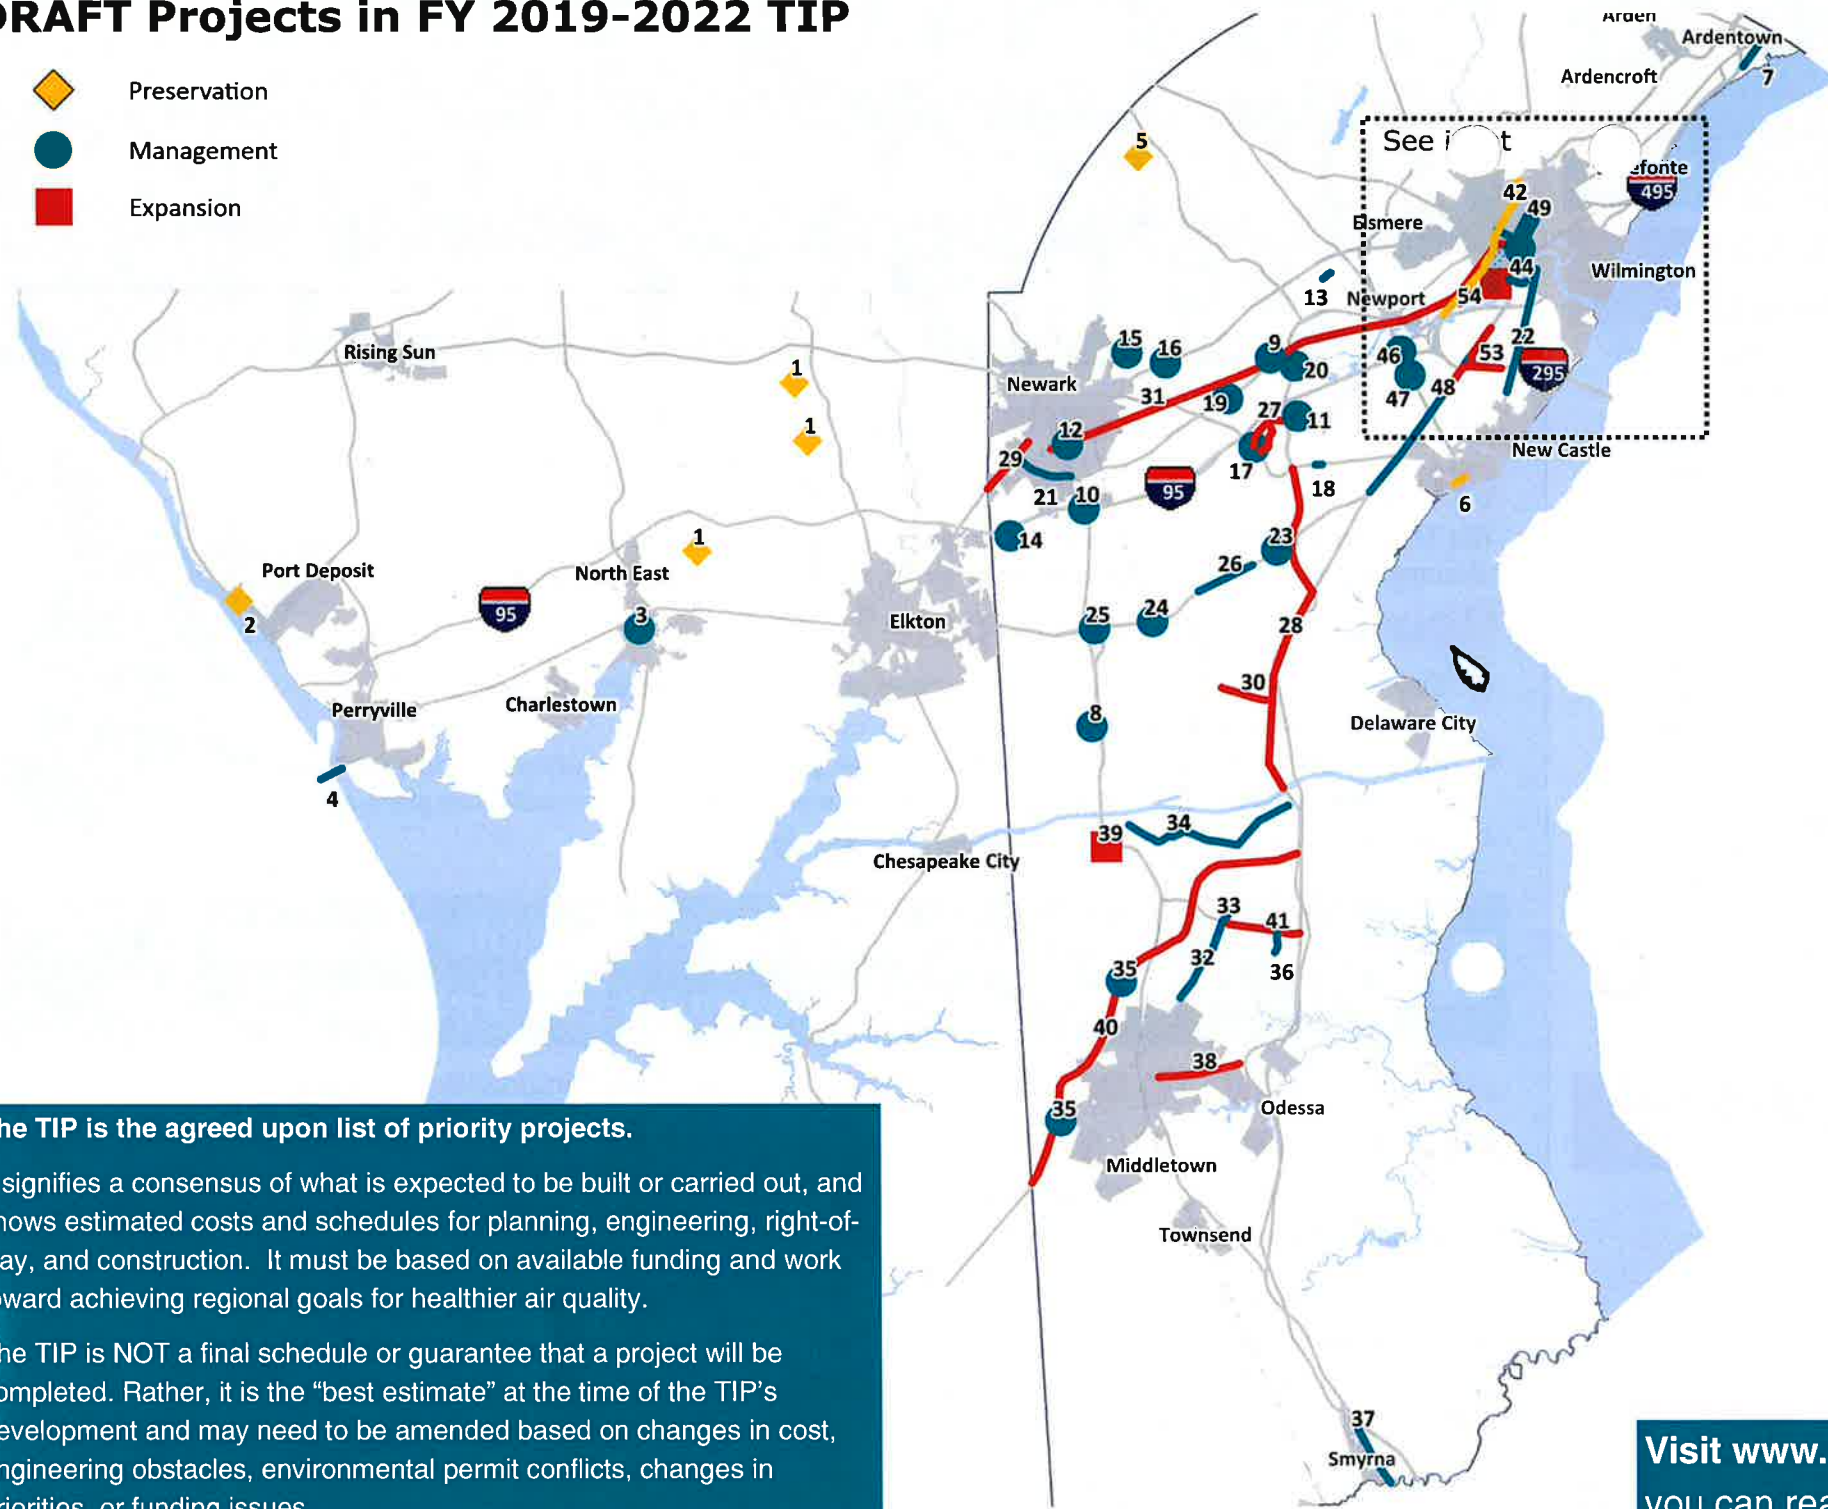 DRAFT Projects in FY 2019-2022 TIP
Preservation
Management
Expansion
Arden
Ardentown
7
Ardencroft
5
See
42
49
495
Elsmere
44
Wilmington
13
Newport
54
Rising Sun
15
16
9
20
46
53
22
295
1
Newark
31
19
27
11
47
48
1
12
17
29
18
New Castle
21
10
95
6
14
23
1
Port Deposit
North East
26
95
2
3
Elkton
25
24
28
30
Perryville
Charlestown
8
Delaware City
4
34
39
Chesapeake City
33
41
32
36
35
40
38
35
Odessa
Middletown
Townsend
37
Smyrna
he TIP is the agreed upon list of priority projects.
signifies a consensus of what is expected to be built or carried out, and
hows estimated costs and schedules for planning, engineering, right-of-
ay, and construction.  It must be based on available funding and work
oward achieving regional goals for healthier air quality.
he TIP is NOT a final schedule or guarantee that a project will be
ompleted. Rather, it is the “best estimate” at the time of the TIP’s
evelopment and may need to be amended based on changes in cost,
ngineering obstacles, environmental permit conflicts, changes in
riorities, or funding issues.
Visit www.
you can rea